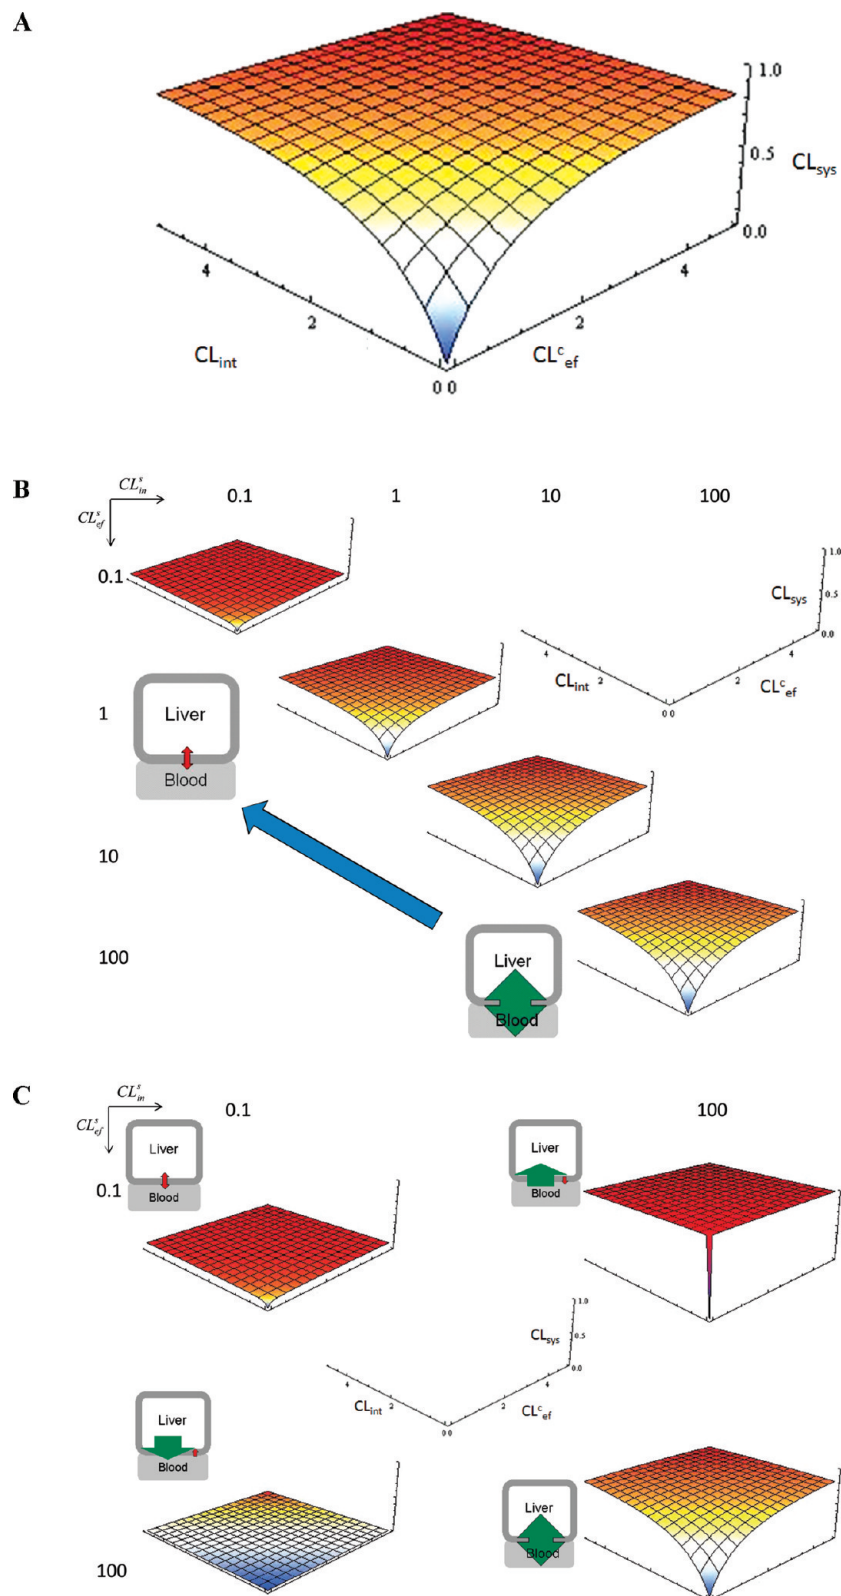 A
1.0
0.5
CLsys
0.0
4
4
2
2
CLint
CLcef
0 0
B
CLsin
0.1
1
10
100
CLsef
0.1
1.0
CLsys
0.5
0.0
4
4
2
2
CLint
CLcef
0 0
1
Liver
Blood
10
100
Liver
Blood
C
CLsin
0.1
100
CLsef
Liver
Liver
0.1
Blood
Blood
1.0
CLsys
0.5
0.0
4
4
2
2
CLint
CLcef
0 0
Liver
Blood
Liver
Blood
100